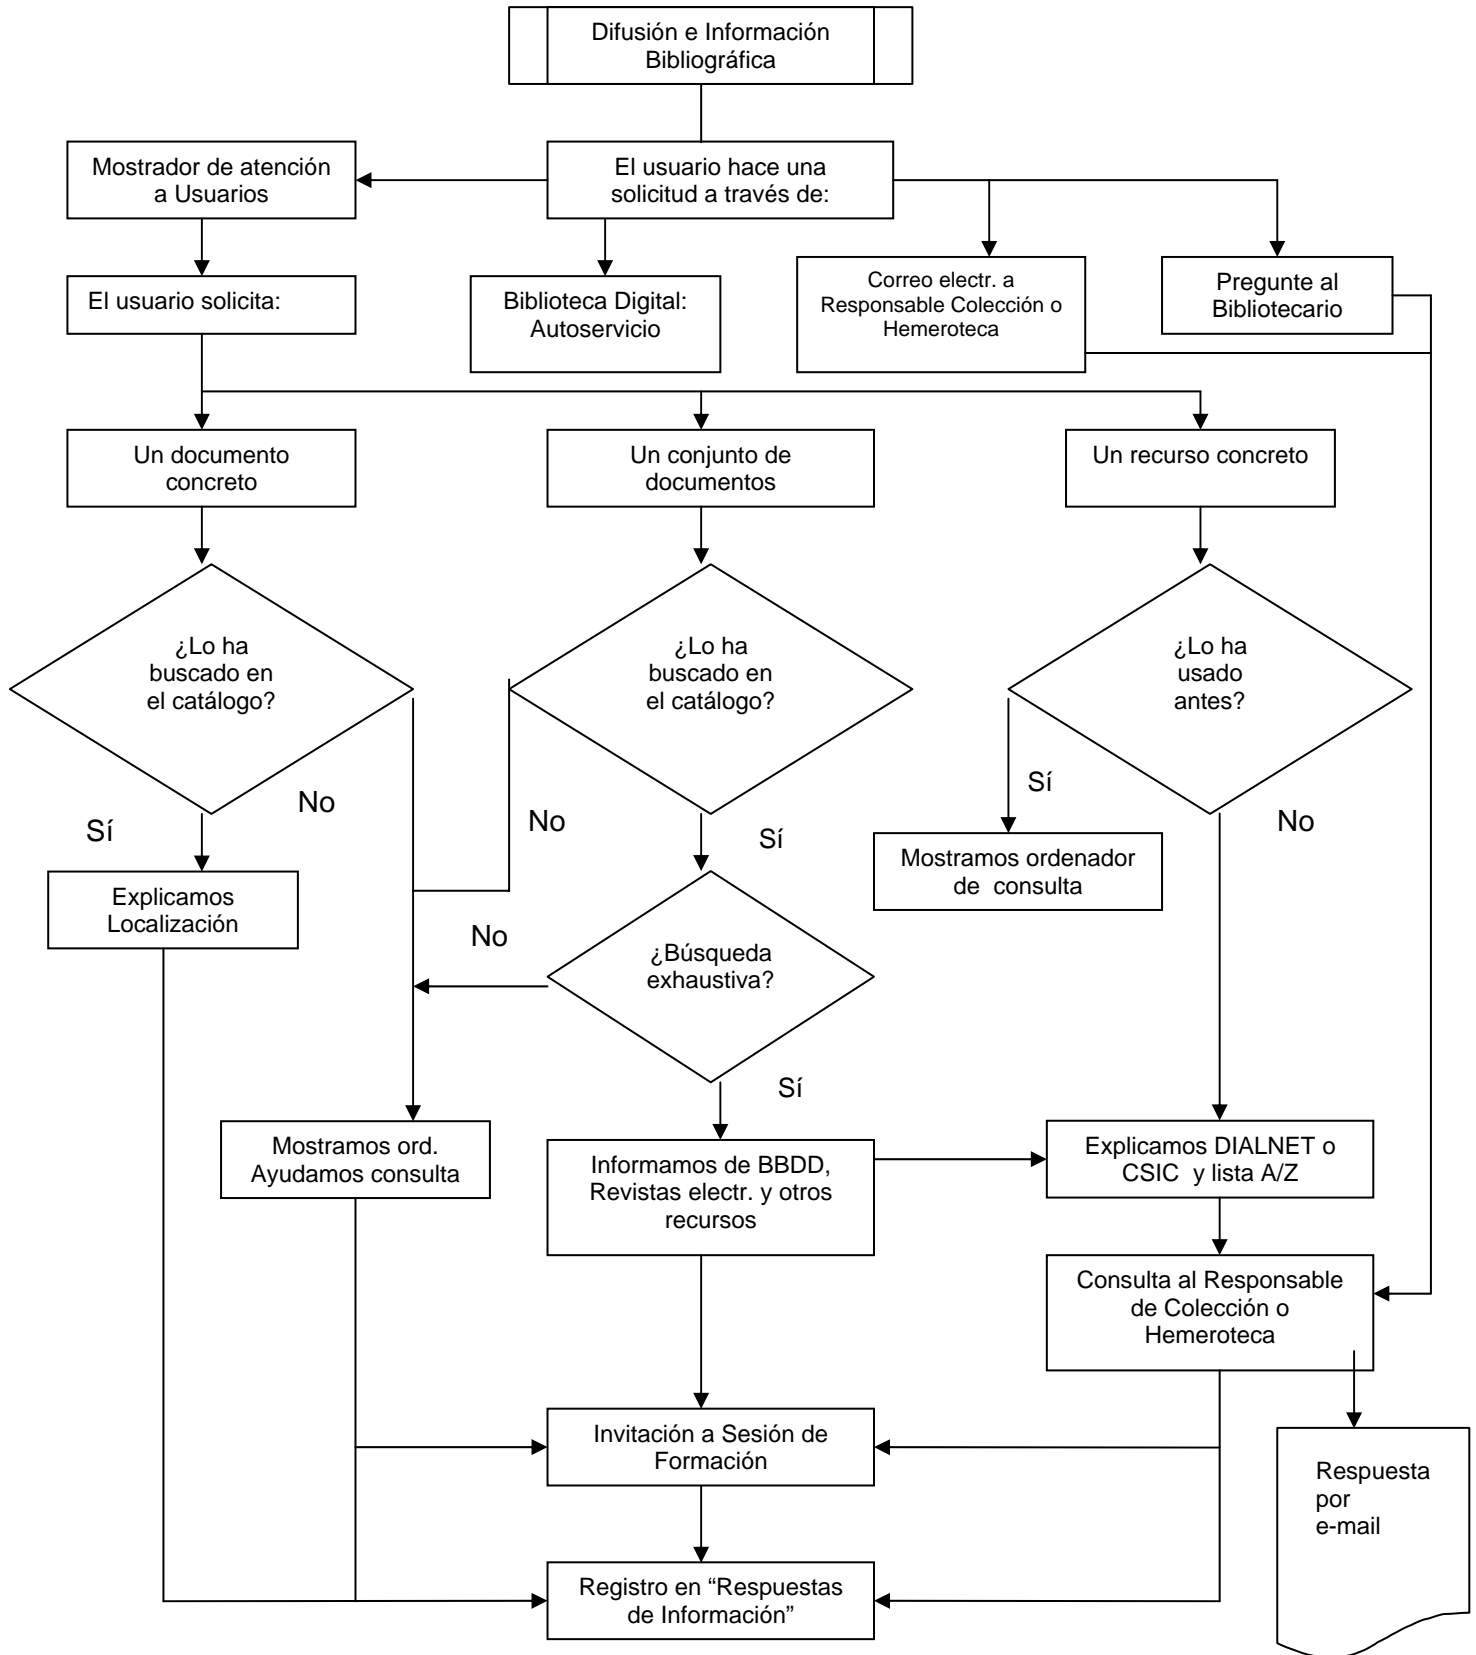 Difusión e Información
Bibliográfica
Mostrador de atención
a Usuarios
El usuario hace una
solicitud a través de:
El usuario solicita:
Biblioteca Digital:
Autoservicio
Correo electr. a
Responsable Colección o
Hemeroteca
Pregunte al
Bibliotecario
Un documento
concreto
Un conjunto de
documentos
Un recurso concreto
¿Lo ha
buscado en
el catálogo?
¿Lo ha
buscado en
el catálogo?
¿Lo ha
usado
antes?
Sí
No
No
Sí
Sí
No
Explicamos
Localización
Mostramos ordenador
de consulta
No
¿Búsqueda
exhaustiva?
Sí
Mostramos ord.
Ayudamos consulta
Informamos de BBDD,
Revistas electr. y otros
recursos
Explicamos DIALNET o
CSIC y lista A/Z
Consulta al Responsable
de Colección o
Hemeroteca
Invitación a Sesión de
Formación
Respuesta
por
e-mail
Registro en “Respuestas
de Información”